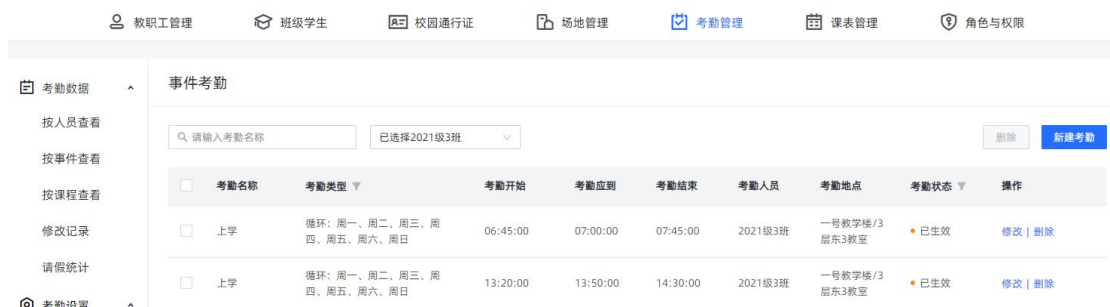 教职工管理 班级学生 校园通行证 场地管理 考勤管理 课表管理 角色与权限
考勤数据
按人员查看
按事件查看
按课程查看
修改记录
请假统计
考勤设置
事件考勤
请输入考勤名称 已选择2021级3班 删除 新建考勤
考勤名称 考勤类型 考勤开始 考勤应到 考勤结束 考勤人员 考勤地点 考勤状态 操作
上学 循环：周一、周二、周三、周 06:45:00 07:00:00 07:45:00 2021级3班 一号教学楼/3 已生效 修改 | 删除
四、周五、周六、周日 层东3教室
上学 循环：周一、周二、周三、周 13:20:00 13:50:00 14:30:00 2021级3班 一号教学楼/3 已生效 修改 | 删除
四、周五、周六、周日 层东3教室